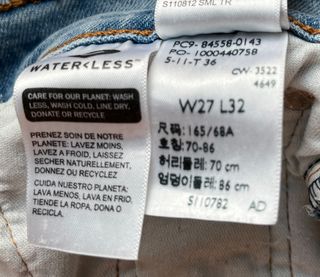 S110812 SML TR
WATER<LESS
CARE FOR OUR PLANET: WASH
LESS, WASH COLD, LINE DRY,
DONATE OR RECYCLE
PRENEZ SOIN DE NOTRE
PLANETE: LAVEZ MOINS,
LAVEZ A FROID, LAISSEZ
SECHER NATURELLEMENT,
DONNEZ OU RECYCLEZ
CUIDA NUESTRO PLANETA:
LAVA MENOS, LAVA EN FRIO,
TIENDE LA ROPA, DONA O
RECICLA
PC9- 84558-0143
PO- 1000440758
5-11-T 36
CW-3522
4649
W27 L32
尺码:165/68A
호칭:70-86
허리둘레: 70 cm
엉덩이둘레: 86 cm
S110782 AD